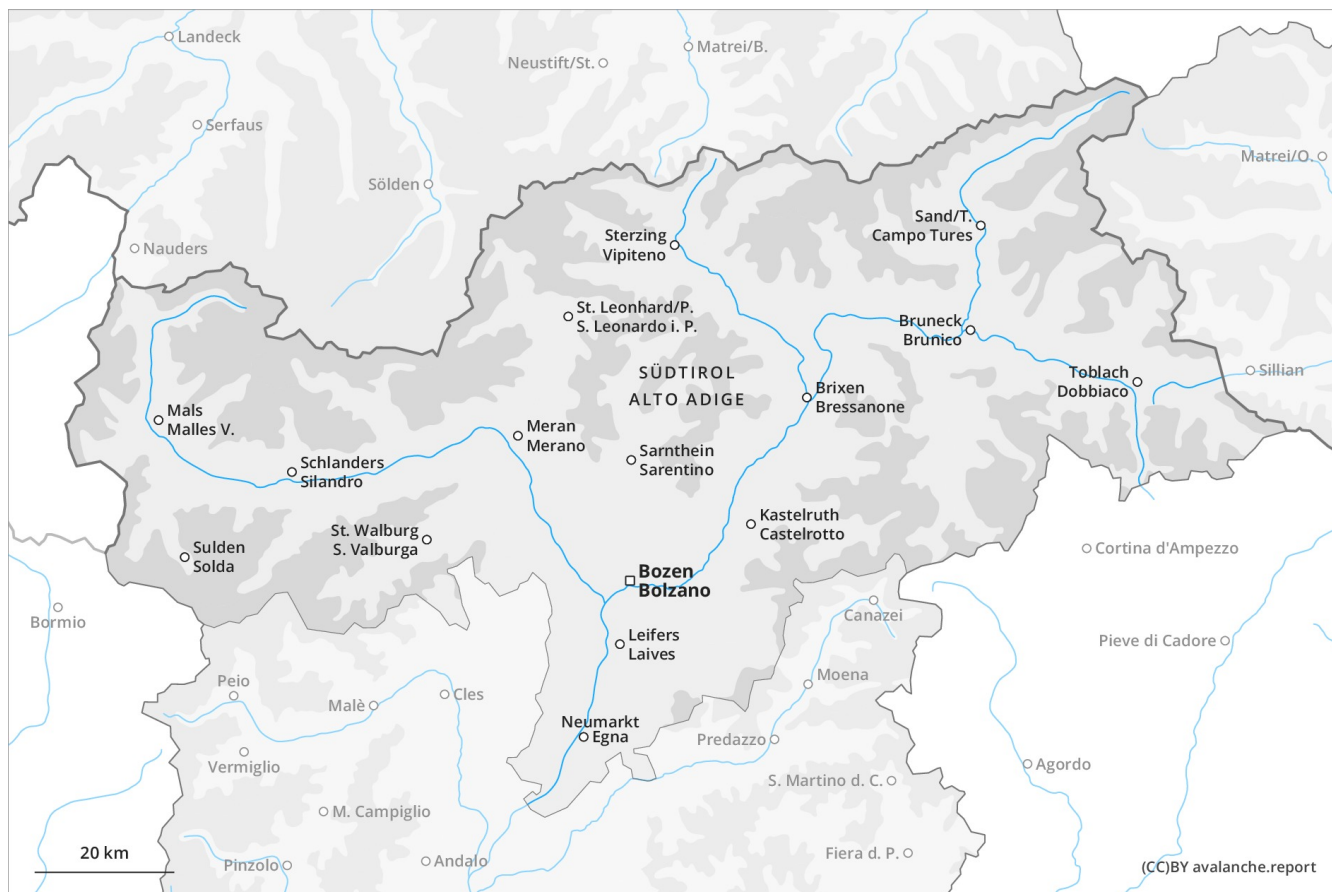 Landeck
Matrei/B.
Neustift/St.
Serfaus
Matrei/O.
Sölden
Sand/T.
Campo Tures
Sterzing
Vipiteno
Nauders
St. Leonhard/P.
S. Leonardo i. P.
Bruneck
Brunico
SÜDTIROL
ALTO ADIGE
Toblach
Dobbiaco
Sillian
Brixen
Bressanone
Mals
Malles V.
Meran
Merano
Sarnthein
Sarentino
Schlanders
Silandro
Kastelruth
Castelrotto
St. Walburg
S. Valburga
Sulden
Solda
Cortina d'Ampezzo
Bozen
Bolzano
Bormio
Canazei
Leifers
Laives
Pieve di Cadore
Peio
Moena
Malè
Cles
Neumarkt
Egna
Predazzo
Vermiglio
Agordo
S. Martino d. C.
M. Campiglio
20 km
Pinzolo
Andalo
Fiera d. P.
(CC)BY avalanche.report